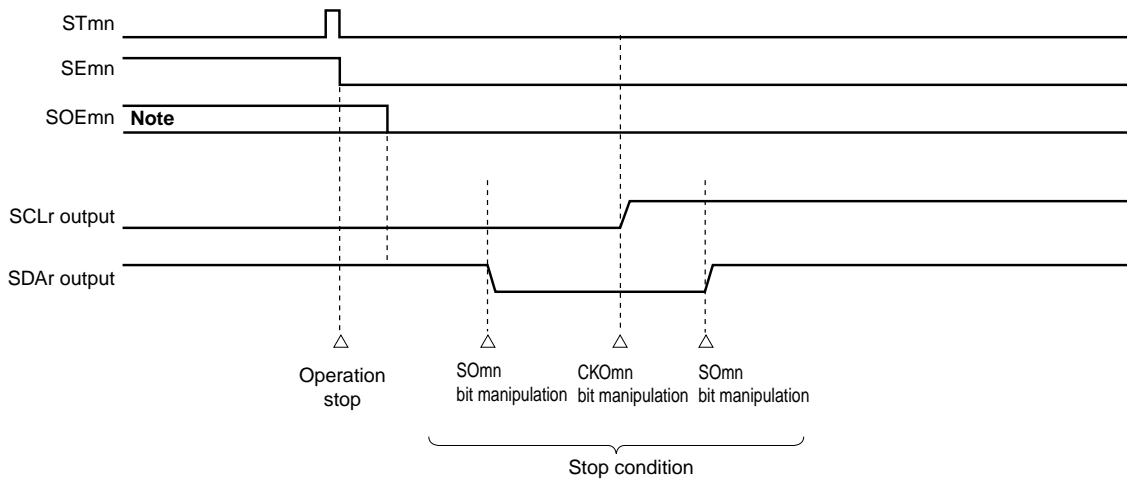 STmn
SEmn
SOEmn Note
SCLr output
SDAr output
Operation
stop
SOmn
bit manipulation
CKOmn
bit manipulation
SOmn
bit manipulation
Stop condition